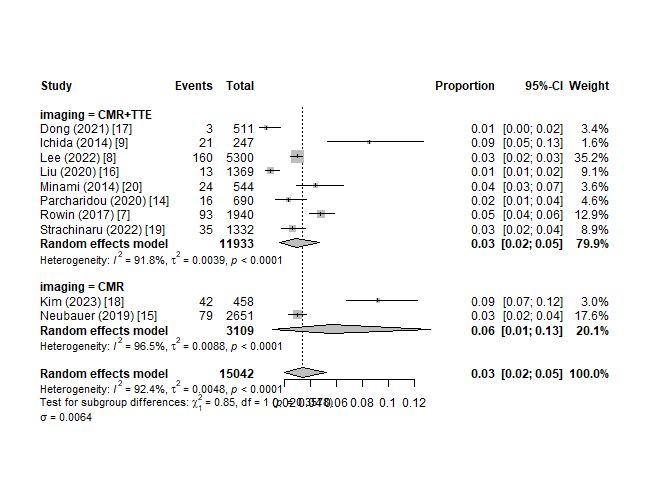 Study Events Total Proportion 95%-CI Weight
imaging = CMR+TTE
Dong (2021) [17] 3 511 0.01 [0.00; 0.02] 3.4%
Ichida (2014) [9] 21 247 0.09 [0.05; 0.13] 1.6%
Lee (2022) [8] 160 5300 0.03 [0.02; 0.03] 35.2%
Liu (2020) [16] 13 1369 0.01 [0.01; 0.02] 9.1%
Minami (2014) [20] 24 544 0.04 [0.03; 0.07] 3.6%
Parcharidou (2020) [14] 16 690 0.02 [0.01; 0.04] 4.6%
Rowin (2017) [7] 93 1940 0.05 [0.04; 0.06] 12.9%
Strachinaru (2022) [19] 35 1332 0.03 [0.02; 0.04] 8.9%
Random effects model 11933 0.03 [0.02; 0.05] 79.9%
Heterogeneity: I² = 91.8%, τ² = 0.0039, p < 0.0001
imaging = CMR
Kim (2023) [18] 42 458 0.09 [0.07; 0.12] 3.0%
Neubauer (2019) [15] 79 2651 0.03 [0.02; 0.04] 17.6%
Random effects model 3109 0.06 [0.01; 0.13] 20.1%
Heterogeneity: I² = 96.5%, τ² = 0.0088, p < 0.0001
Random effects model 15042 0.03 [0.02; 0.05] 100.0%
Heterogeneity: I² = 92.4%, τ² = 0.0048, p < 0.0001
Test for subgroup differences: χ²₁ = 0.85, df = 1
0.06 0.08 0.1 0.12
σ = 0.0064